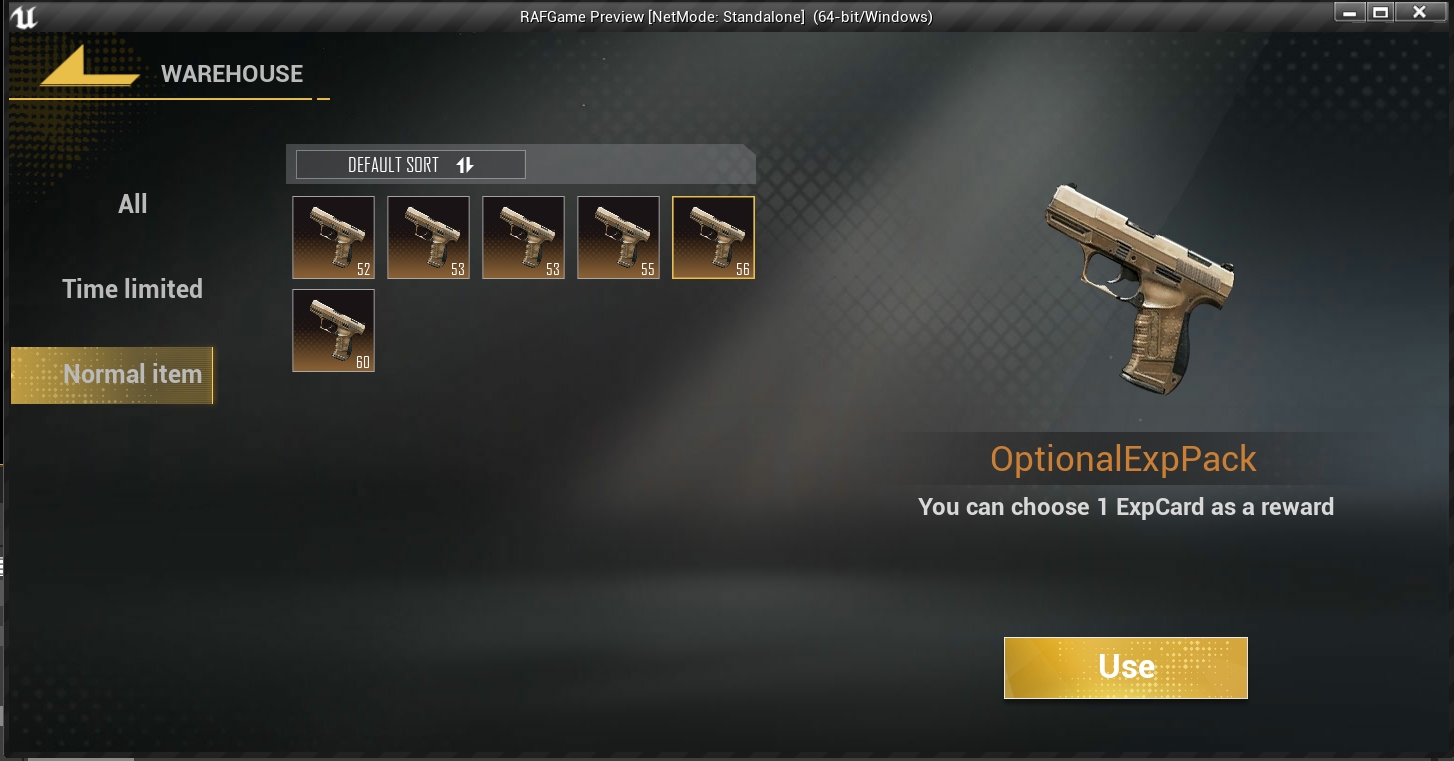 RAFGame Preview [NetMode: Standalone] (64-bit/Windows)
WAREHOUSE
DEFAULT SORT
All
Time limited
Normal item
52
53
53
55
56
60
OptionalExpPack
You can choose 1 ExpCard as a reward
Use